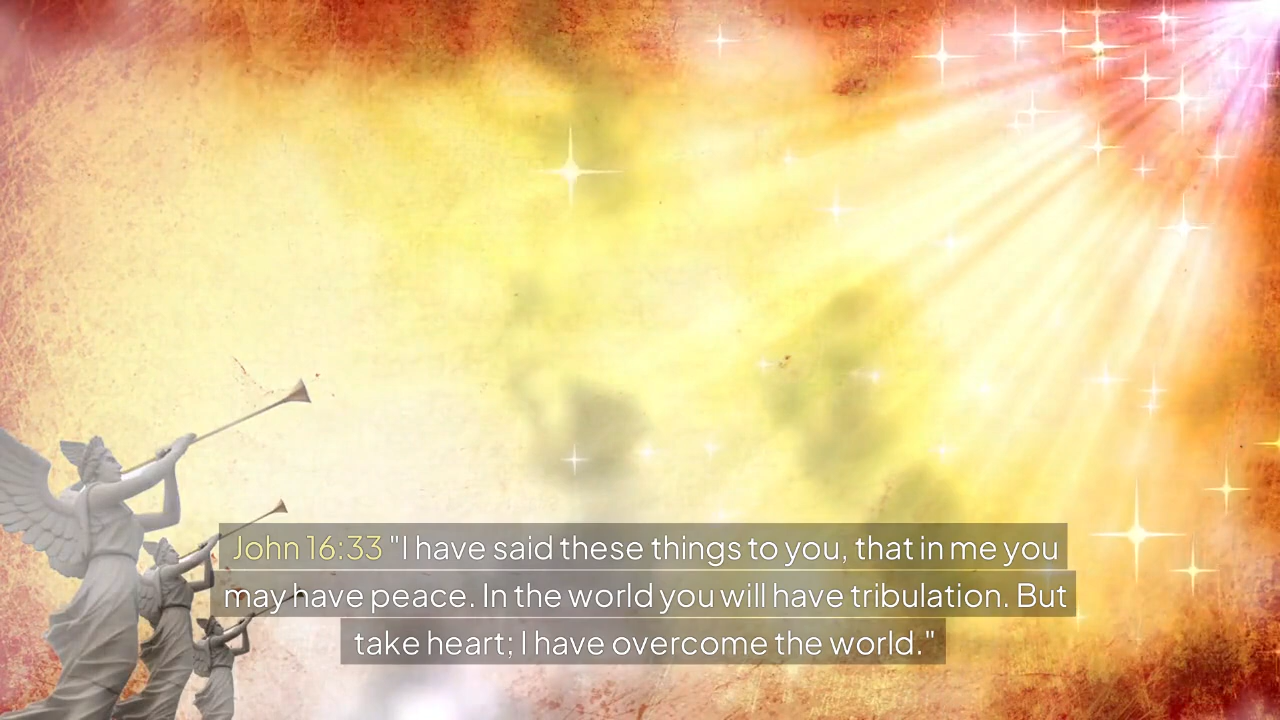 John 16:33 "I have said these things to you, that in me you
may have peace. In the world you will have tribulation. But
take heart; I have overcome the world."